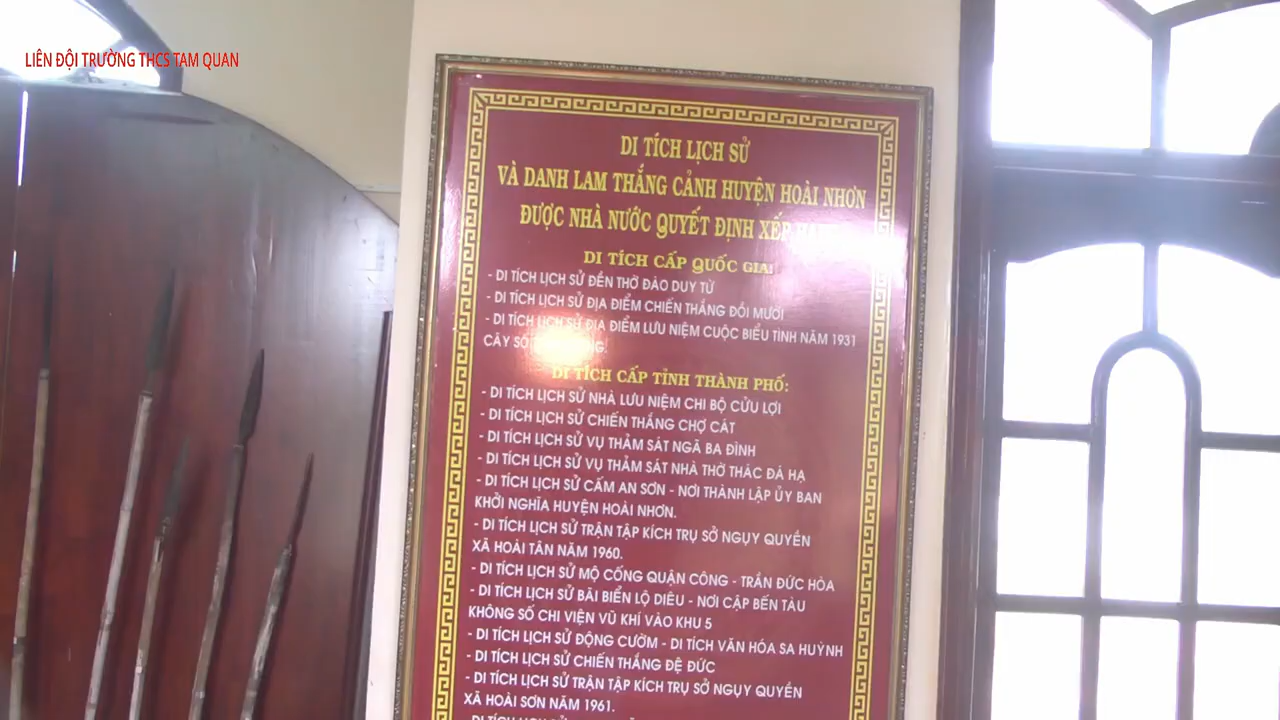 LIÊN ĐỘI TRƯỜNG THCS TAM QUAN
DI TÍCH LỊCH SỬ
VÀ DANH LAM THẮNG CẢNH HUYỆN HOÀI NHƠN
ĐƯỢC NHÀ NƯỚC QUYẾT ĐỊNH XẾP
DI TÍCH CẤP QUỐC GIA:
- DI TÍCH LỊCH SỬ ĐỀN THỜ ĐÀO DUY TỪ
- DI TÍCH LỊCH SỬ ĐỊA ĐIỂM CHIẾN THẮNG ĐỒI MƯỜI
- DI TÍCH LỊCH SỬ ĐỊA ĐIỂM LƯU NIỆM CUỘC BIỂU TÌNH NĂM 1931
CÂY SỐ
DI TÍCH CẤP TỈNH THÀNH PHỐ:
- DI TÍCH LỊCH SỬ NHÀ LƯU NIỆM CHI BỘ CỬU LỢI
- DI TÍCH LỊCH SỬ CHIẾN THẮNG CHỢ CÁT
- DI TÍCH LỊCH SỬ VỤ THẢM SÁT NGÃ BA ĐÌNH
- DI TÍCH LỊCH SỬ VỤ THẢM SÁT NHÀ THỜ THÁC ĐÁ HẠ
- DI TÍCH LỊCH SỬ CẤM AN SƠN - NƠI THÀNH LẬP ỦY BAN
KHỞI NGHĨA HUYỆN HOÀI NHƠN.
- DI TÍCH LỊCH SỬ TRẬN TẬP KÍCH TRỤ SỞ NGỤY QUYỀN
XÃ HOÀI TÂN NĂM 1960.
- DI TÍCH LỊCH SỬ MỘ CỐNG QUẬN CÔNG - TRẦN ĐỨC HÒA
- DI TÍCH LỊCH SỬ BÃI BIỂN LỘ DIÊU - NƠI CẬP BẾN TÀU
KHÔNG SỐ CHI VIỆN VŨ KHÍ VÀO KHU 5
- DI TÍCH LỊCH SỬ ĐỘNG CƯỜM - DI TÍCH VĂN HÓA SA HUỲNH
- DI TÍCH LỊCH SỬ CHIẾN THẮNG ĐỆ ĐỨC
- DI TÍCH LỊCH SỬ TRẬN TẬP KÍCH TRỤ SỞ NGỤY QUYỀN
XÃ HOÀI SƠN NĂM 1961.